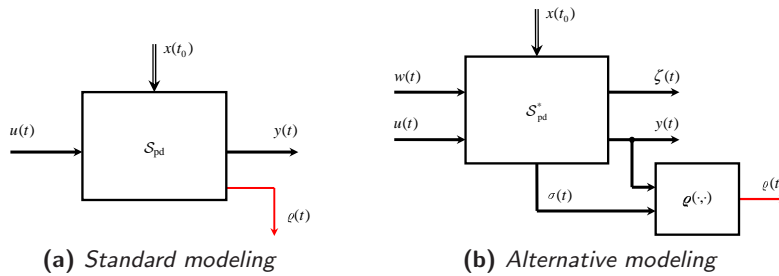 x(t₀)
u(t)
𝒮pd
y(t)
ϱ(t)
(a) Standard modeling
x(t₀)
w(t)
u(t)
𝒮*pd
ζ(t)
y(t)
σ(t)
ϱ(·,·)
ϱ(t
(b) Alternative modeling